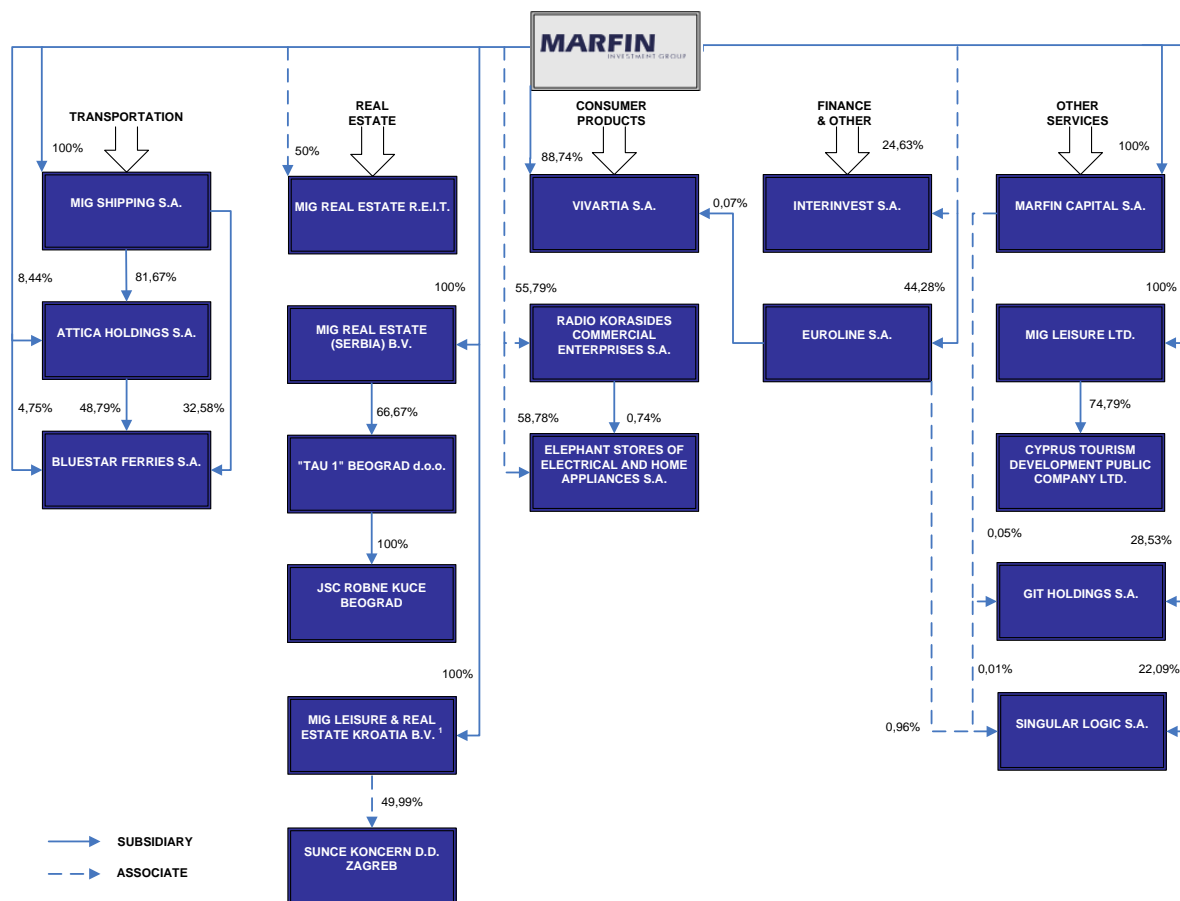 MARFIN
INVESTMENT GROUP
TRANSPORTATION
REAL
ESTATE
CONSUMER
PRODUCTS
FINANCE
& OTHER
OTHER
SERVICES
100%
50%
88,74%
24,63%
100%
MIG SHIPPING S.A.
MIG REAL ESTATE R.E.I.T.
VIVARTIA S.A.
0,07%
INTERINVEST S.A.
MARFIN CAPITAL S.A.
8,44%
81,67%
100%
55,79%
44,28%
100%
ATTICA HOLDINGS S.A.
MIG REAL ESTATE
(SERBIA) B.V.
RADIO KORASIDES
COMMERCIAL
ENTERPRISES S.A.
EUROLINE S.A.
MIG LEISURE LTD.
4,75%
48,79%
32,58%
66,67%
58,78%
0,74%
74,79%
BLUESTAR FERRIES S.A.
"TAU 1" BEOGRAD d.o.o.
ELEPHANT STORES OF
ELECTRICAL AND HOME
APPLIANCES S.A.
CYPRUS TOURISM
DEVELOPMENT PUBLIC
COMPANY LTD.
100%
0,05%
28,53%
JSC ROBNE KUCE
BEOGRAD
GIT HOLDINGS S.A.
100%
0,01%
22,09%
MIG LEISURE & REAL
ESTATE KROATIA B.V. 1
0,96%
SINGULAR LOGIC S.A.
49,99%
SUNCE KONCERN D.D.
ZAGREB
SUBSIDIARY
ASSOCIATE